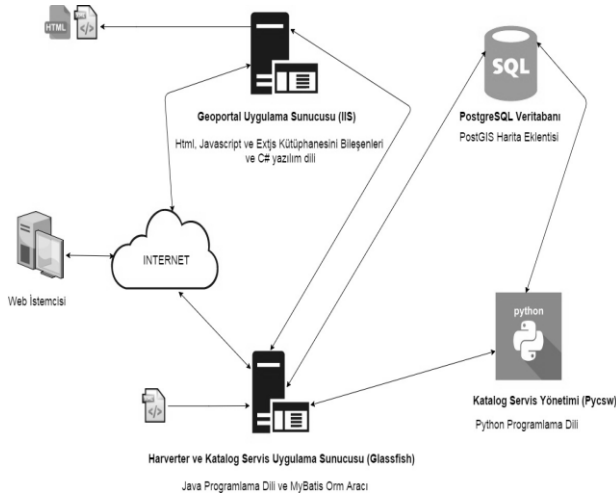 HTML
</>
SQL
Geoportal Uygulama Sunucusu (IIS)
Html, Javascript ve Extjs Kütüphanesini Bileşenleri
ve C# yazılım dili
PostgreSQL Veritabanı
PostGIS Harita Eklentisi
INTERNET
Web İstemcisi
python
</>
Katalog Servis Yönetimi (Pycsw)
Python Programlama Dili
Harverter ve Katalog Servis Uygulama Sunucusu (Glassfish)
Java Programlama Dili ve MyBatis Orm Aracı